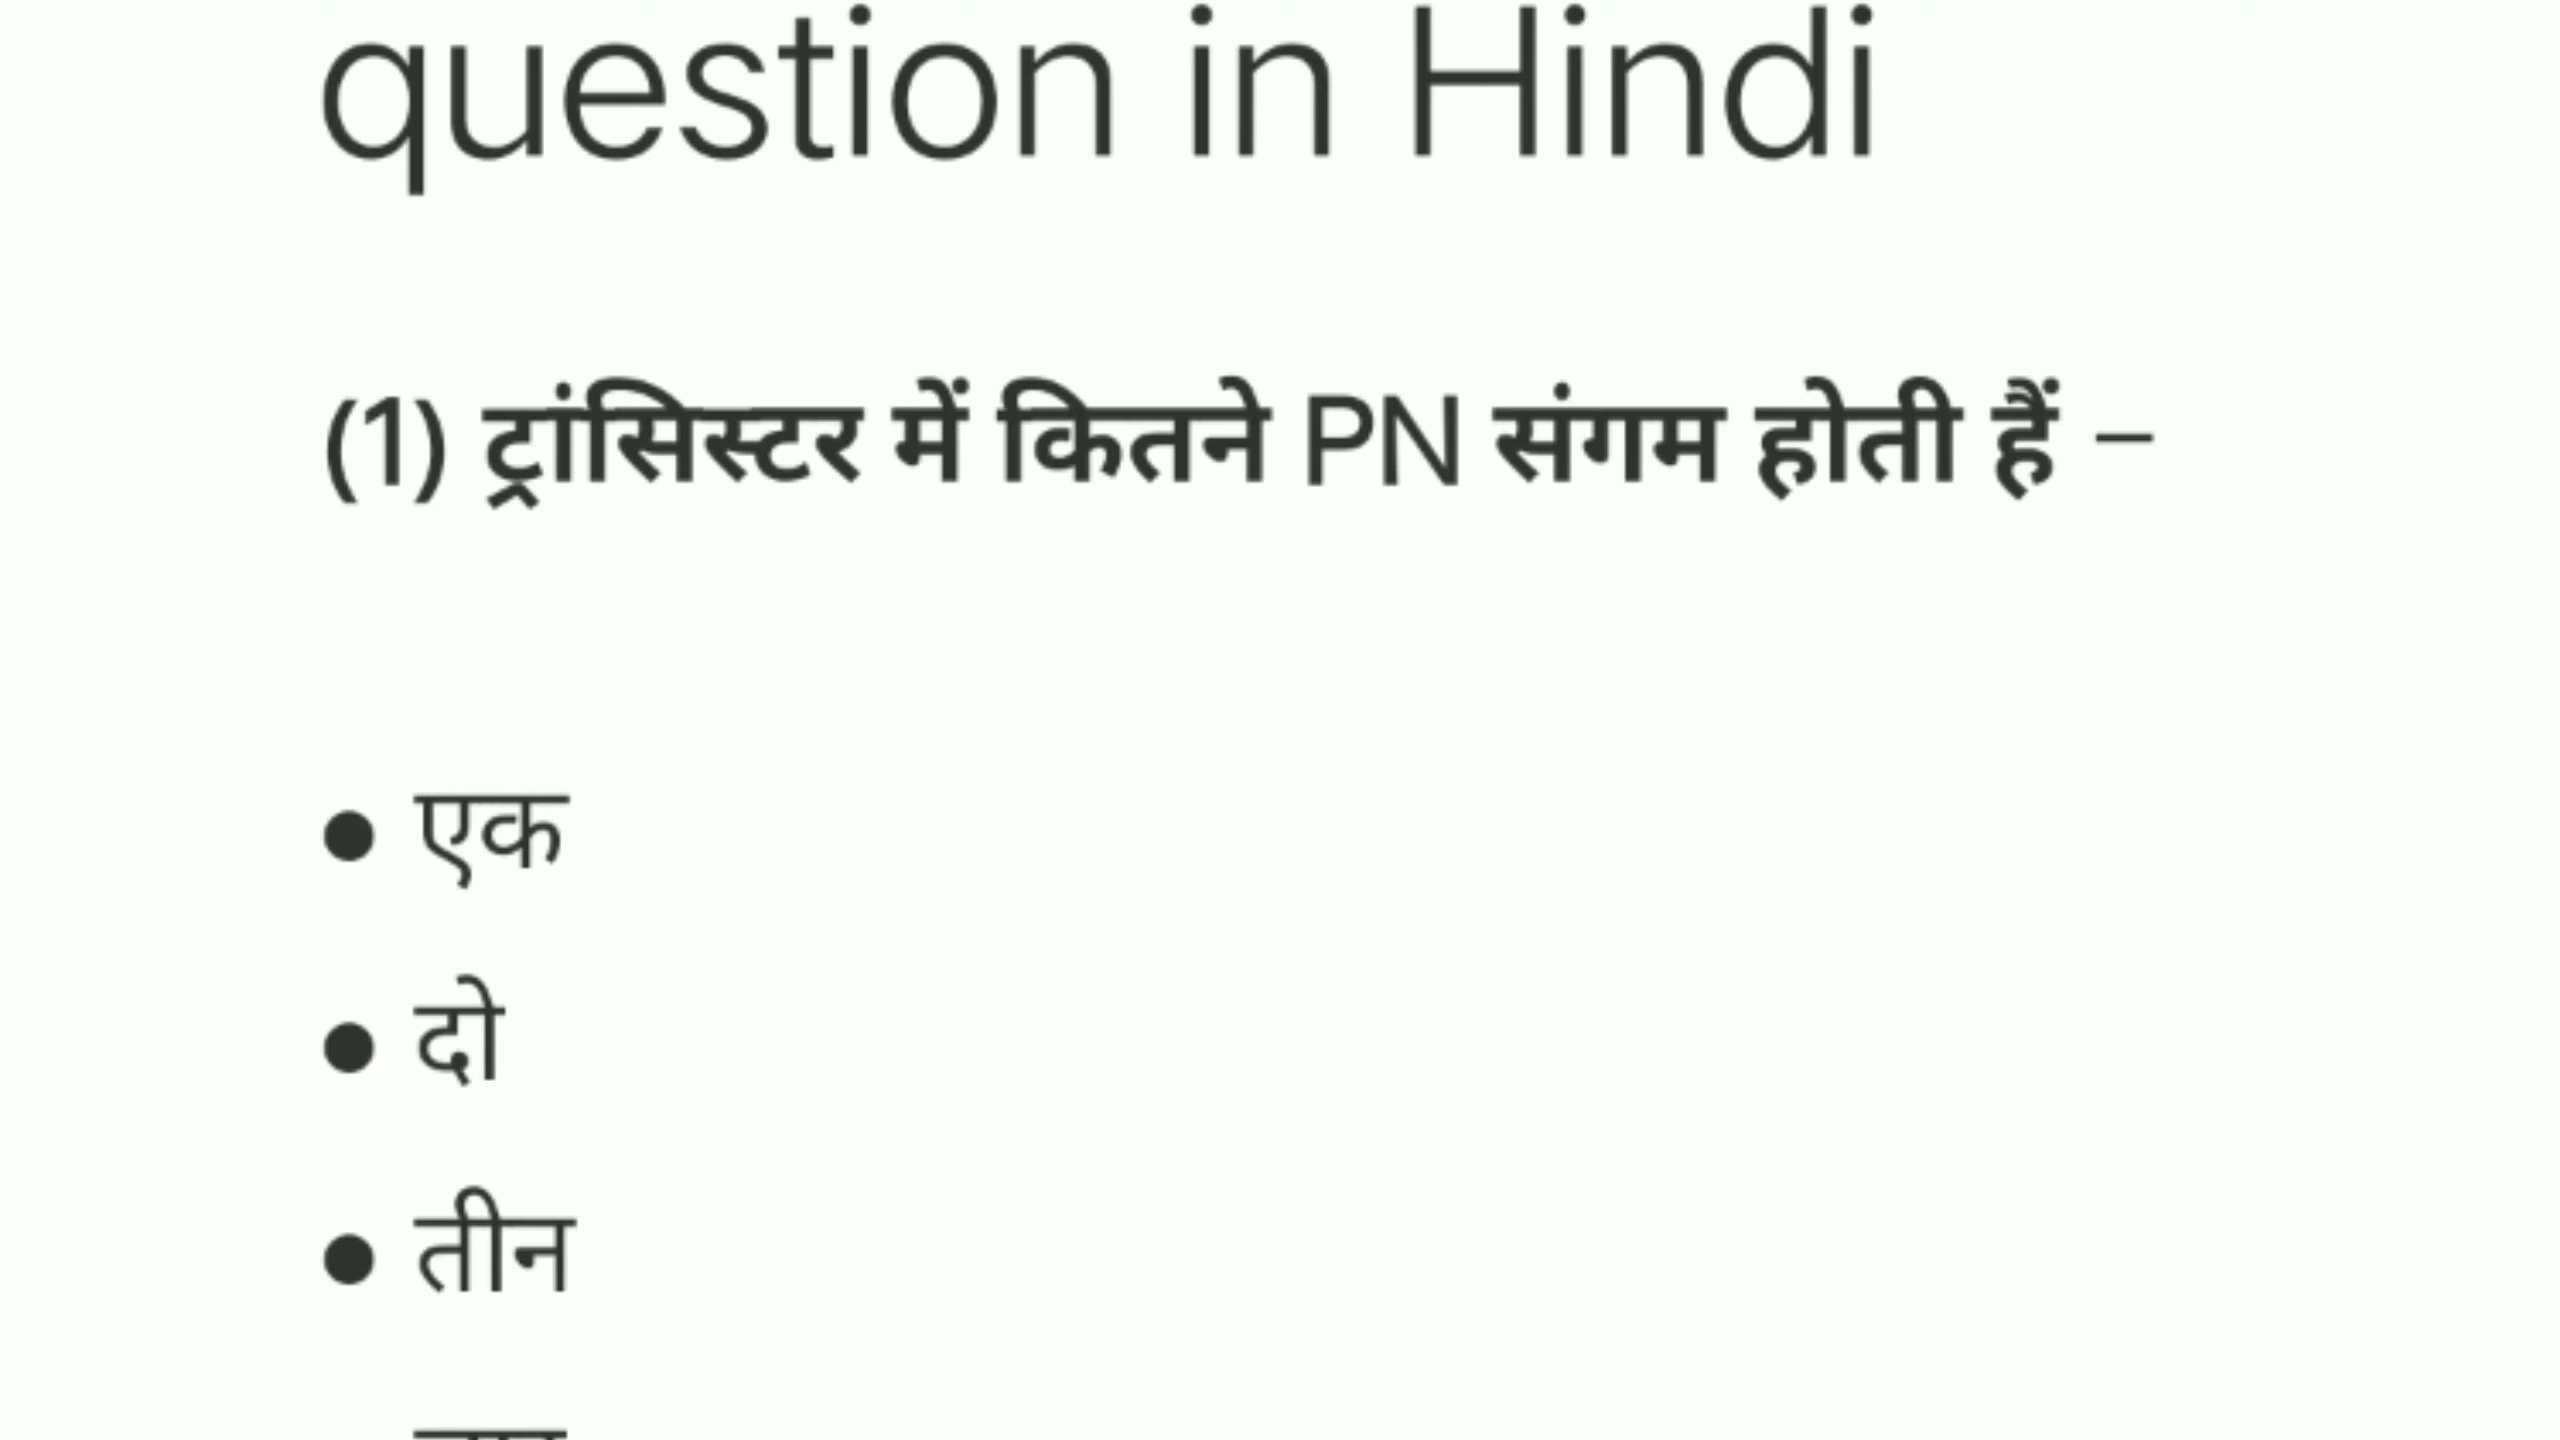 question in Hindi
(1) ट्रांसिस्टर में कितने PN संगम होती हैं –
● एक
● दो
● तीन